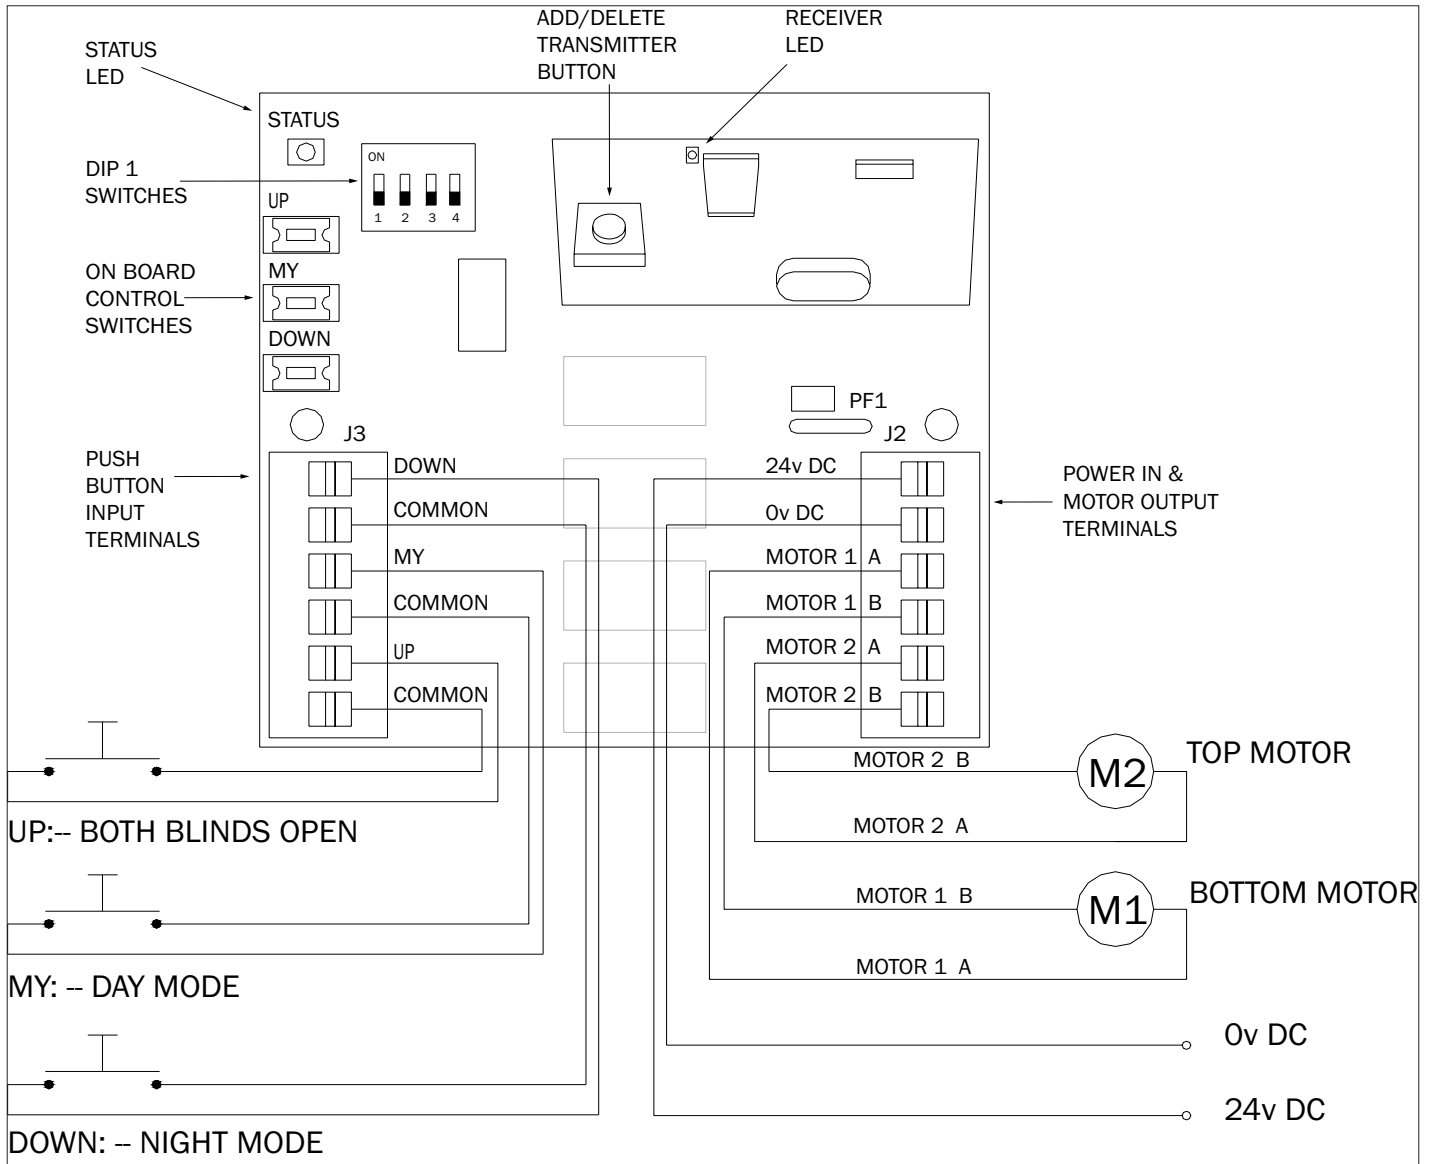 STATUS
LED
ADD/DELETE
TRANSMITTER
BUTTON
RECEIVER
LED
STATUS
DIP 1
SWITCHES
ON
1 2 3 4
UP
ON BOARD
CONTROL
SWITCHES
MY
DOWN
PF1
J3
J2
PUSH
BUTTON
INPUT
TERMINALS
DOWN
COMMON
MY
COMMON
UP
COMMON
24v DC
0v DC
MOTOR 1 A
MOTOR 1 B
MOTOR 2 A
MOTOR 2 B
POWER IN &
MOTOR OUTPUT
TERMINALS
MOTOR 2 B
M2
TOP MOTOR
MOTOR 2 A
UP:-- BOTH BLINDS OPEN
MOTOR 1 B
M1
BOTTOM MOTOR
MOTOR 1 A
MY: -- DAY MODE
0v DC
24v DC
DOWN: -- NIGHT MODE